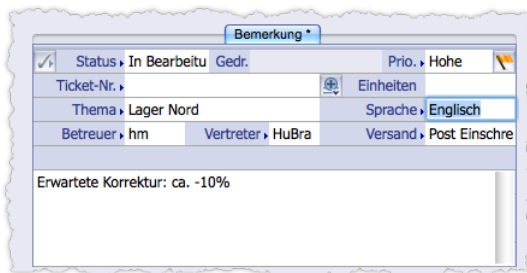 Bemerkung *
Status In Bearbeitu Gedr. Prio. Hohe
Ticket-Nr. Einheiten
Thema Lager Nord Sprache Englisch
Betreuer hm Vertreter HuBra Versand Post Einschre
Erwartete Korrektur: ca. -10%